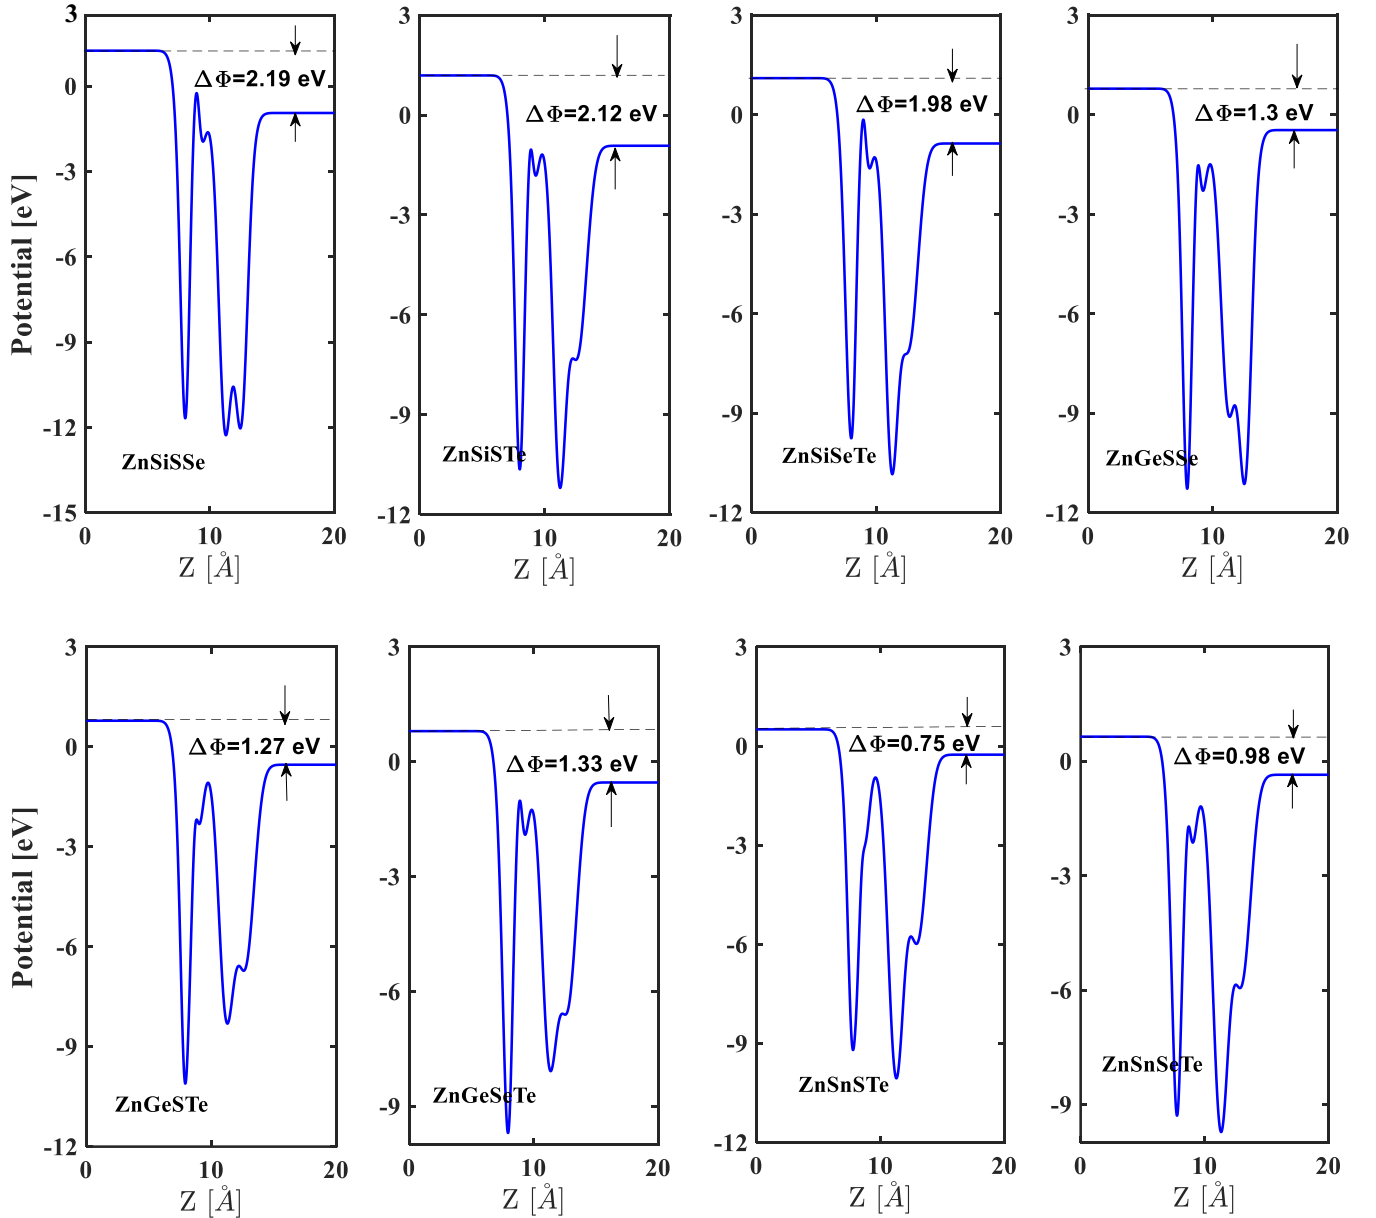 3
0
-3
-6
-9
-12
-15
0
10
20
Potential [eV]
Z [Å]
ΔΦ=2.19 eV
ZnSiSSe
3
0
-3
-6
-9
-12
0
10
20
Z [Å]
ΔΦ=2.12 eV
ZnSiSTe
3
0
-3
-6
-9
-12
0
10
20
Z [Å]
ΔΦ=1.98 eV
ZnSiSeTe
3
0
-3
-6
-9
-12
0
10
20
Z [Å]
ΔΦ=1.3 eV
ZnGeSSe
3
0
-3
-6
-9
-12
0
10
20
Potential [eV]
Z [Å]
ΔΦ=1.27 eV
ZnGeSTe
3
0
-3
-6
-9
0
10
20
Z [Å]
ΔΦ=1.33 eV
ZnGeSeTe
3
0
-3
-6
-9
-12
0
10
20
Z [Å]
ΔΦ=0.75 eV
ZnSnSTe
3
0
-3
-6
-9
0
10
20
Z [Å]
ΔΦ=0.98 eV
ZnSnSeTe